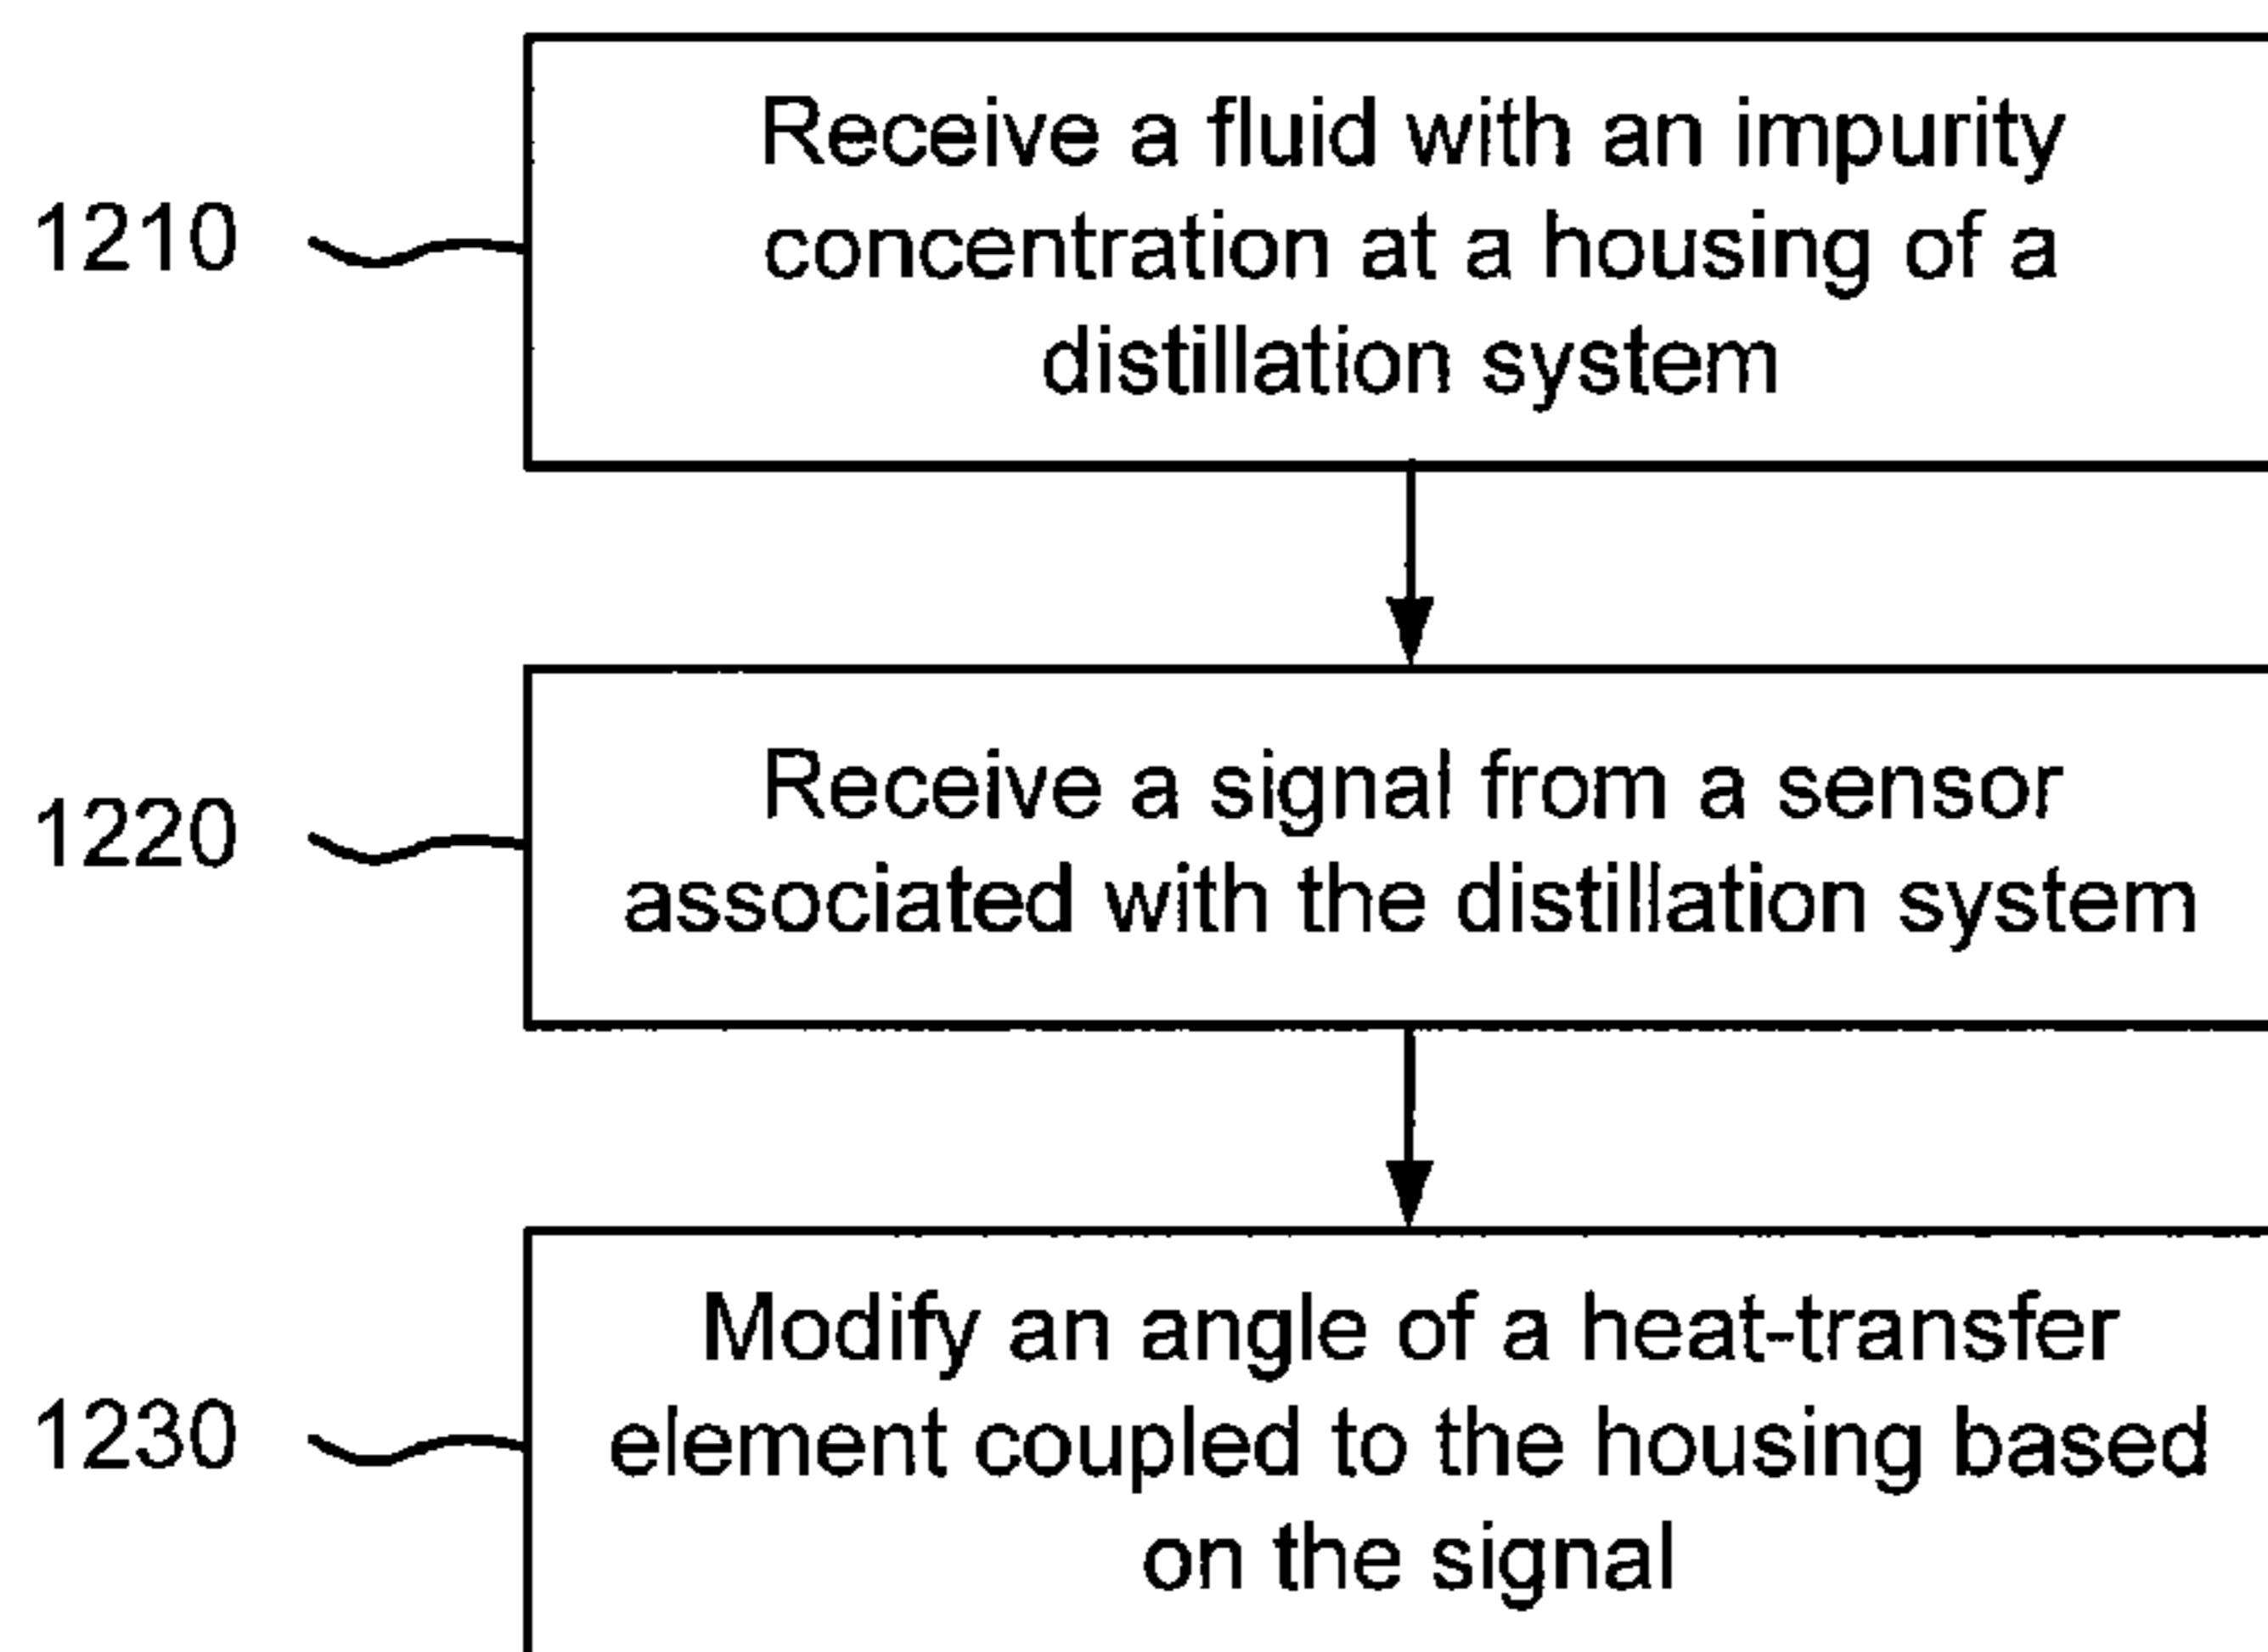 1210
Receive a fluid with an impurity
concentration at a housing of a
distillation system
1220
Receive a signal from a sensor
associated with the distillation system
1230
Modify an angle of a heat-transfer
element coupled to the housing based
on the signal